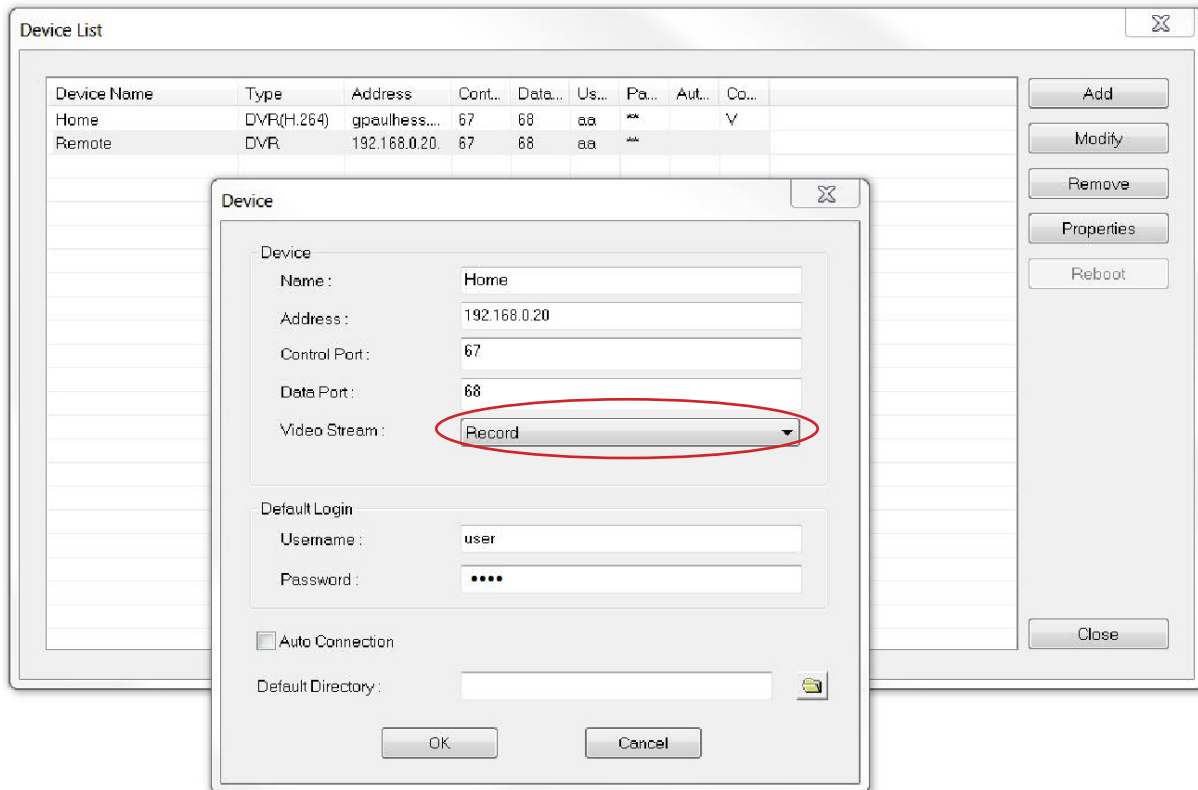 Device List
Device Name Type Address Cont... Data... Us... Pa... Aut... Co...
Home DVR(H.264) gpaulhess.... 67 68 aa ** V
Remote DVR 192.168.0.20. 67 68 aa **
Add
Modify
Remove
Properties
Reboot
Close
Device
Device
Name :
Home
Address :
192.168.0.20
Control Port :
67
Data Port :
68
Video Stream :
Record
Default Login
Username :
user
Password :
••••
Auto Connection
Default Directory :
OK
Cancel